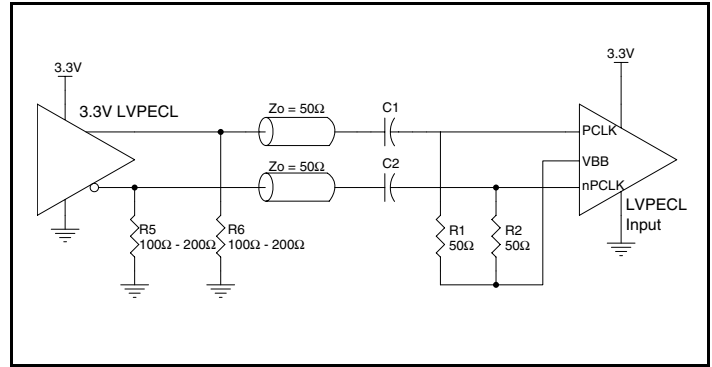 3.3V
3.3V LVPECL
Zo = 50Ω
C1
Zo = 50Ω
C2
R5
100Ω - 200Ω
R6
100Ω - 200Ω
R1
50Ω
R2
50Ω
3.3V
PCLK
VBB
nPCLK
LVPECL
Input